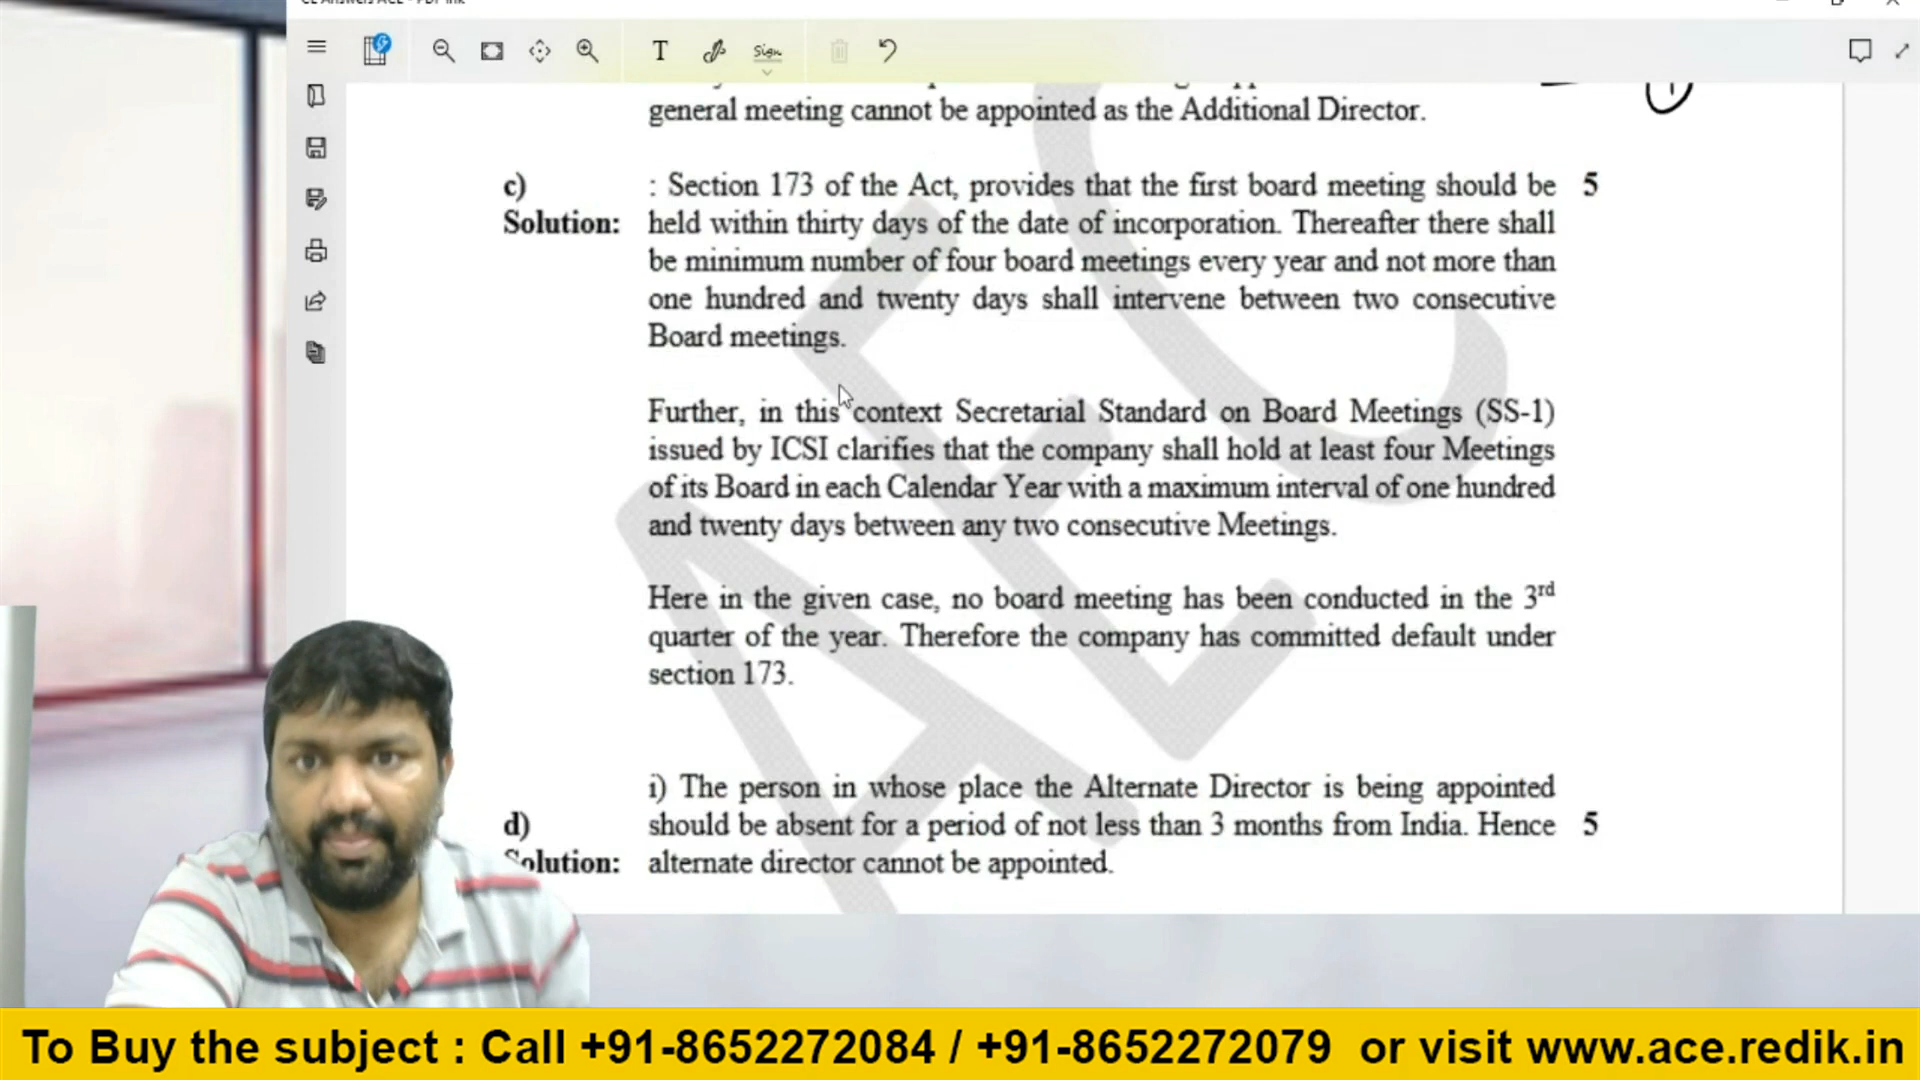 Sign
general meeting cannot be appointed as the Additional Director.
c) : Section 173 of the Act, provides that the first board meeting should be 5
Solution: held within thirty days of the date of incorporation. Thereafter there shall
be minimum number of four board meetings every year and not more than
one hundred and twenty days shall intervene between two consecutive
Board meetings.
Further, in this context Secretarial Standard on Board Meetings (SS-1)
issued by ICSI clarifies that the company shall hold at least four Meetings
of its Board in each Calendar Year with a maximum interval of one hundred
and twenty days between any two consecutive Meetings.
Here in the given case, no board meeting has been conducted in the 3rd
quarter of the year. Therefore the company has committed default under
section 173.
i) The person in whose place the Alternate Director is being appointed
d) should be absent for a period of not less than 3 months from India. Hence 5
Solution: alternate director cannot be appointed.
To Buy the subject : Call +91-8652272084 / +91-8652272079 or visit www.ace.redik.in